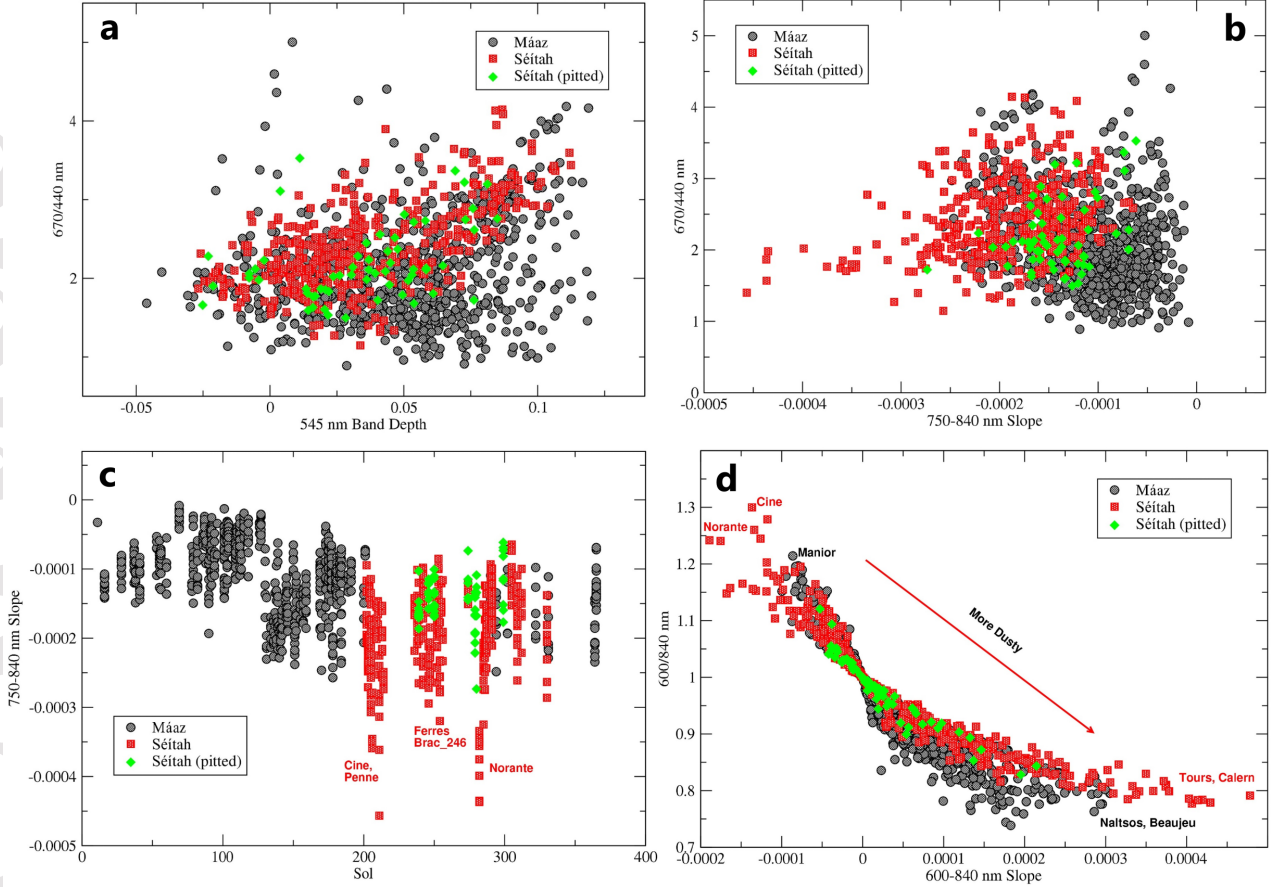 a
Máaz
Séítah
Séítah (pitted)
4
2
670/440 nm
-0.05
0
0.05
0.1
545 nm Band Depth
b
Máaz
Séítah
Séítah (pitted)
5
4
3
2
1
0
670/440 nm
-0.0005
-0.0004
-0.0003
-0.0002
-0.0001
0
750-840 nm Slope
c
0
-0.0001
-0.0002
-0.0003
-0.0004
-0.0005
750-840 nm Slope
Máaz
Séítah
Séítah (pitted)
Cine,
Penne
Ferres
Brac_246
Norante
0
100
200
300
400
Sol
d
Máaz
Séítah
Séítah (pitted)
1.3
1.2
1.1
1
0.9
0.8
0.7
600/840 nm
Cine
Norante
Manior
More Dusty
Tours, Calern
Naltsos, Beaujeu
-0.0002
-0.0001
0
0.0001
0.0002
0.0003
0.0004
600-840 nm Slope